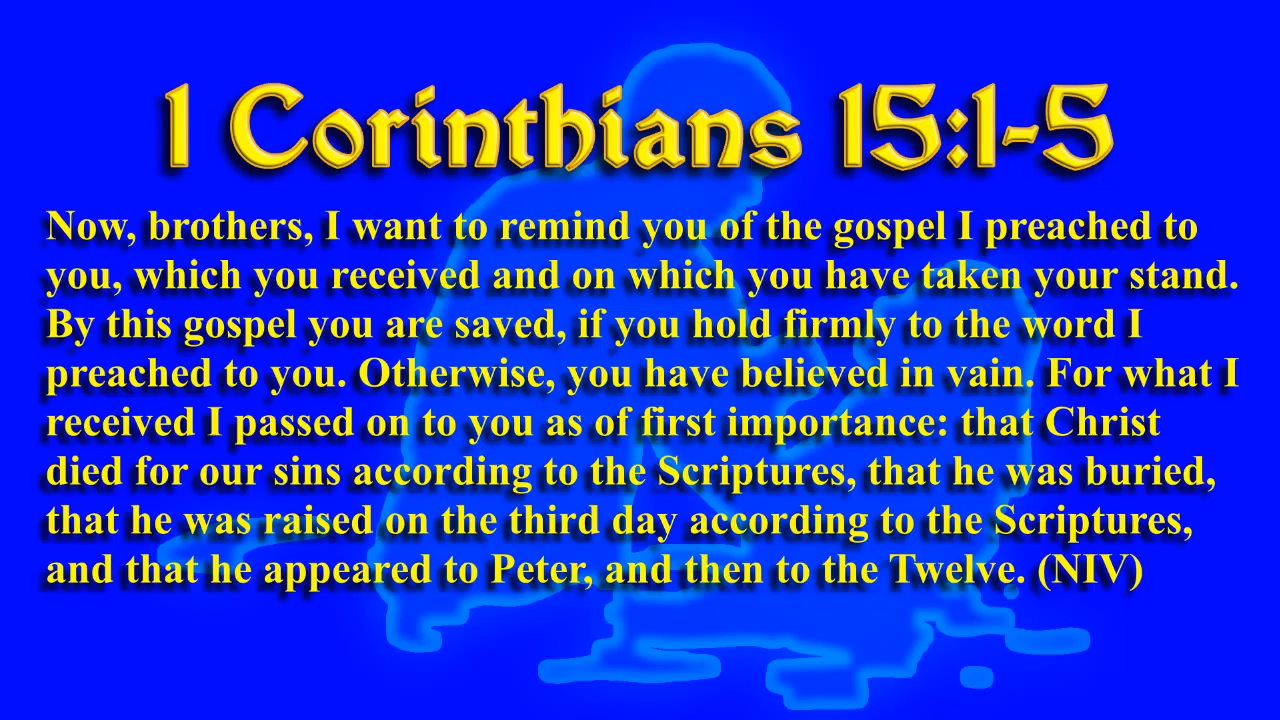 1 Corinthians 15:1-5
Now, brothers, I want to remind you of the gospel I preached to
you, which you received and on which you have taken your stand.
By this gospel you are saved, if you hold firmly to the word I
preached to you. Otherwise, you have believed in vain. For what I
received I passed on to you as of first importance: that Christ
died for our sins according to the Scriptures, that he was buried,
that he was raised on the third day according to the Scriptures,
and that he appeared to Peter, and then to the Twelve. (NIV)